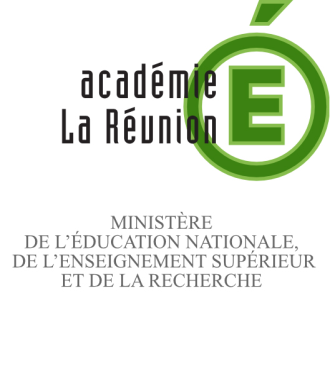 académie
La Réunion
É
MINISTÈRE
DE L'ÉDUCATION NATIONALE,
DE L'ENSEIGNEMENT SUPÉRIEUR
ET DE LA RECHERCHE